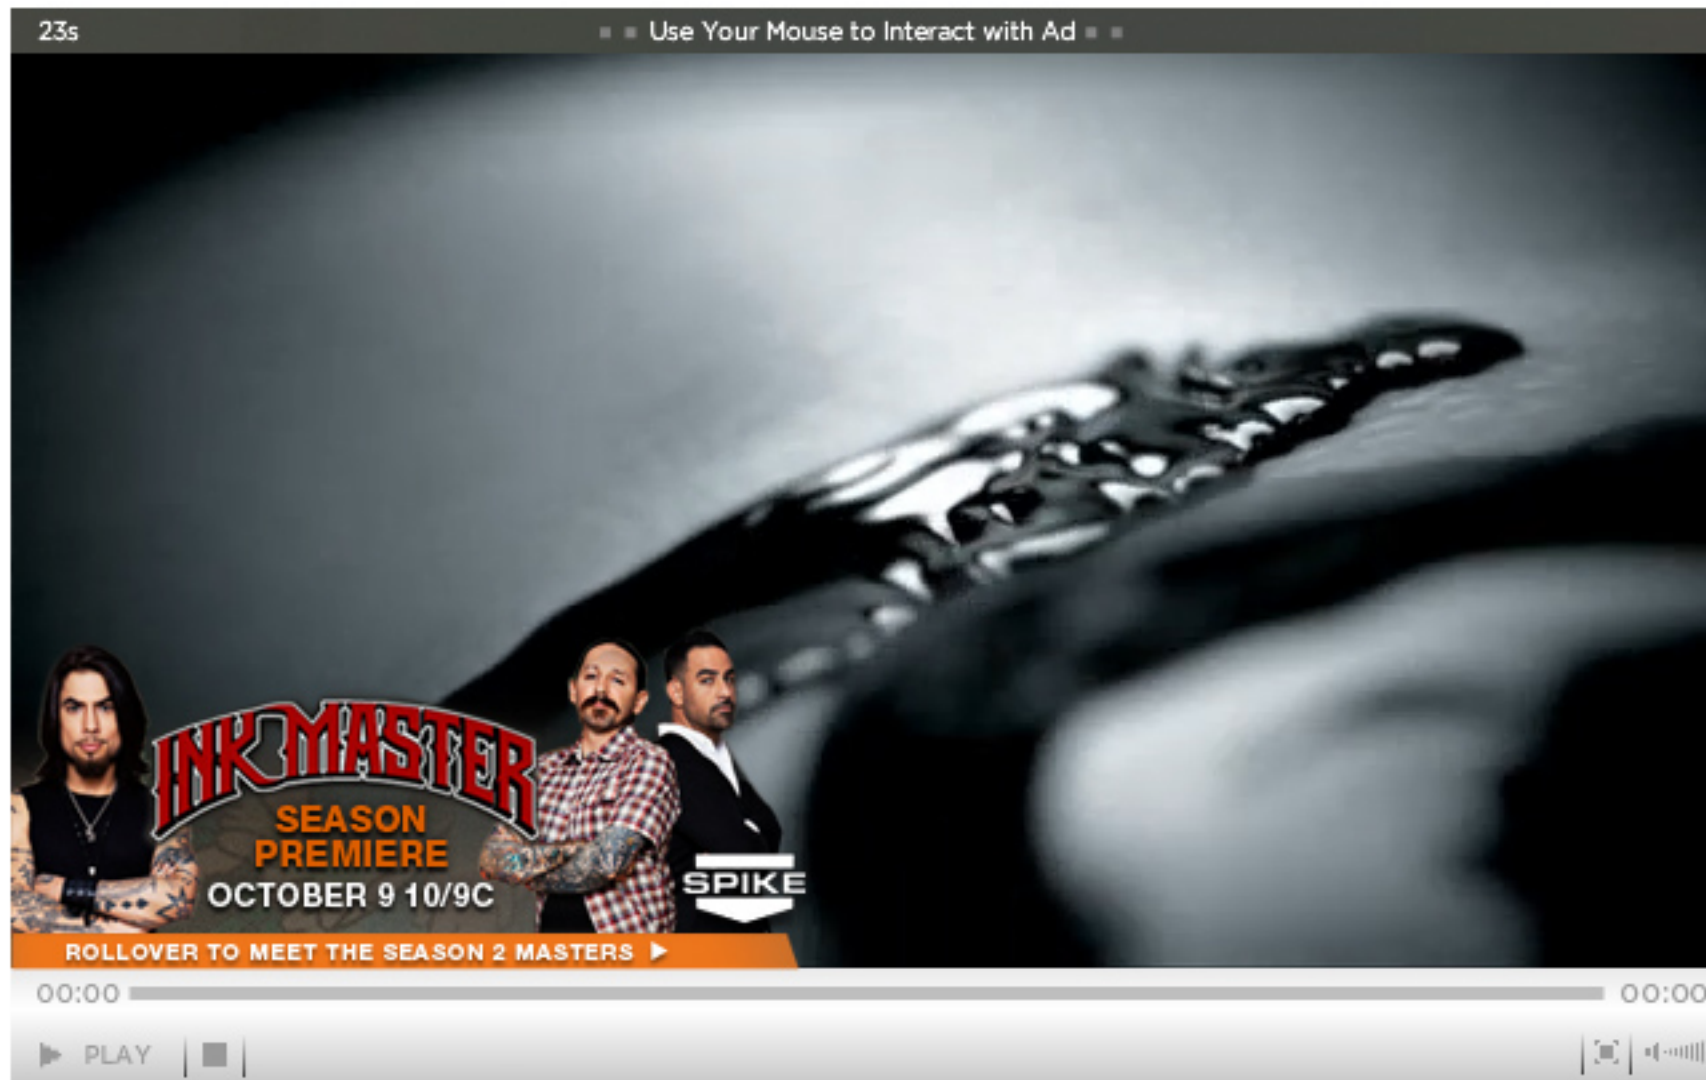 23s
Use Your Mouse to Interact with Ad
INK MASTER
SEASON
PREMIERE
OCTOBER 9 10/9C
SPIKE
ROLLOVER TO MEET THE SEASON 2 MASTERS
00:00
00:00
PLAY